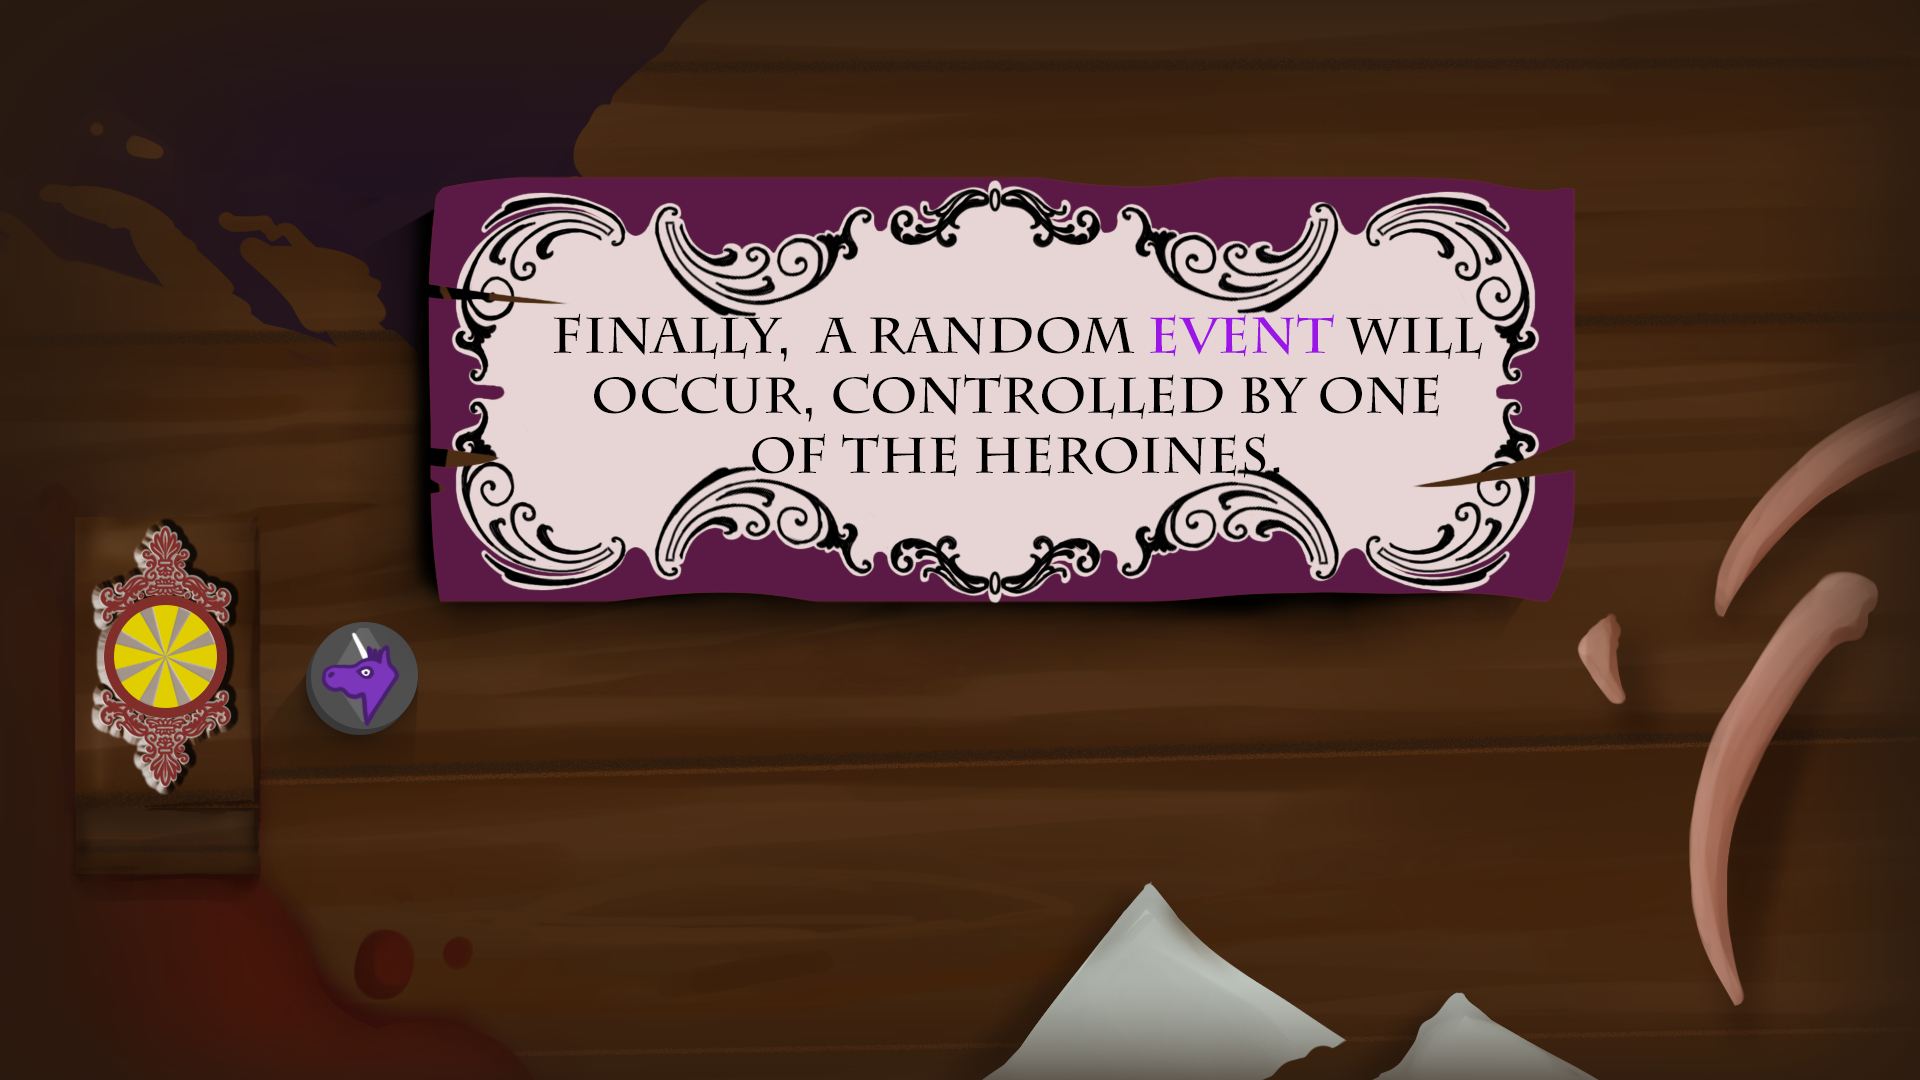 FINALLY, A RANDOM EVENT WILL
OCCUR, CONTROLLED BY ONE
OF THE HEROINES.